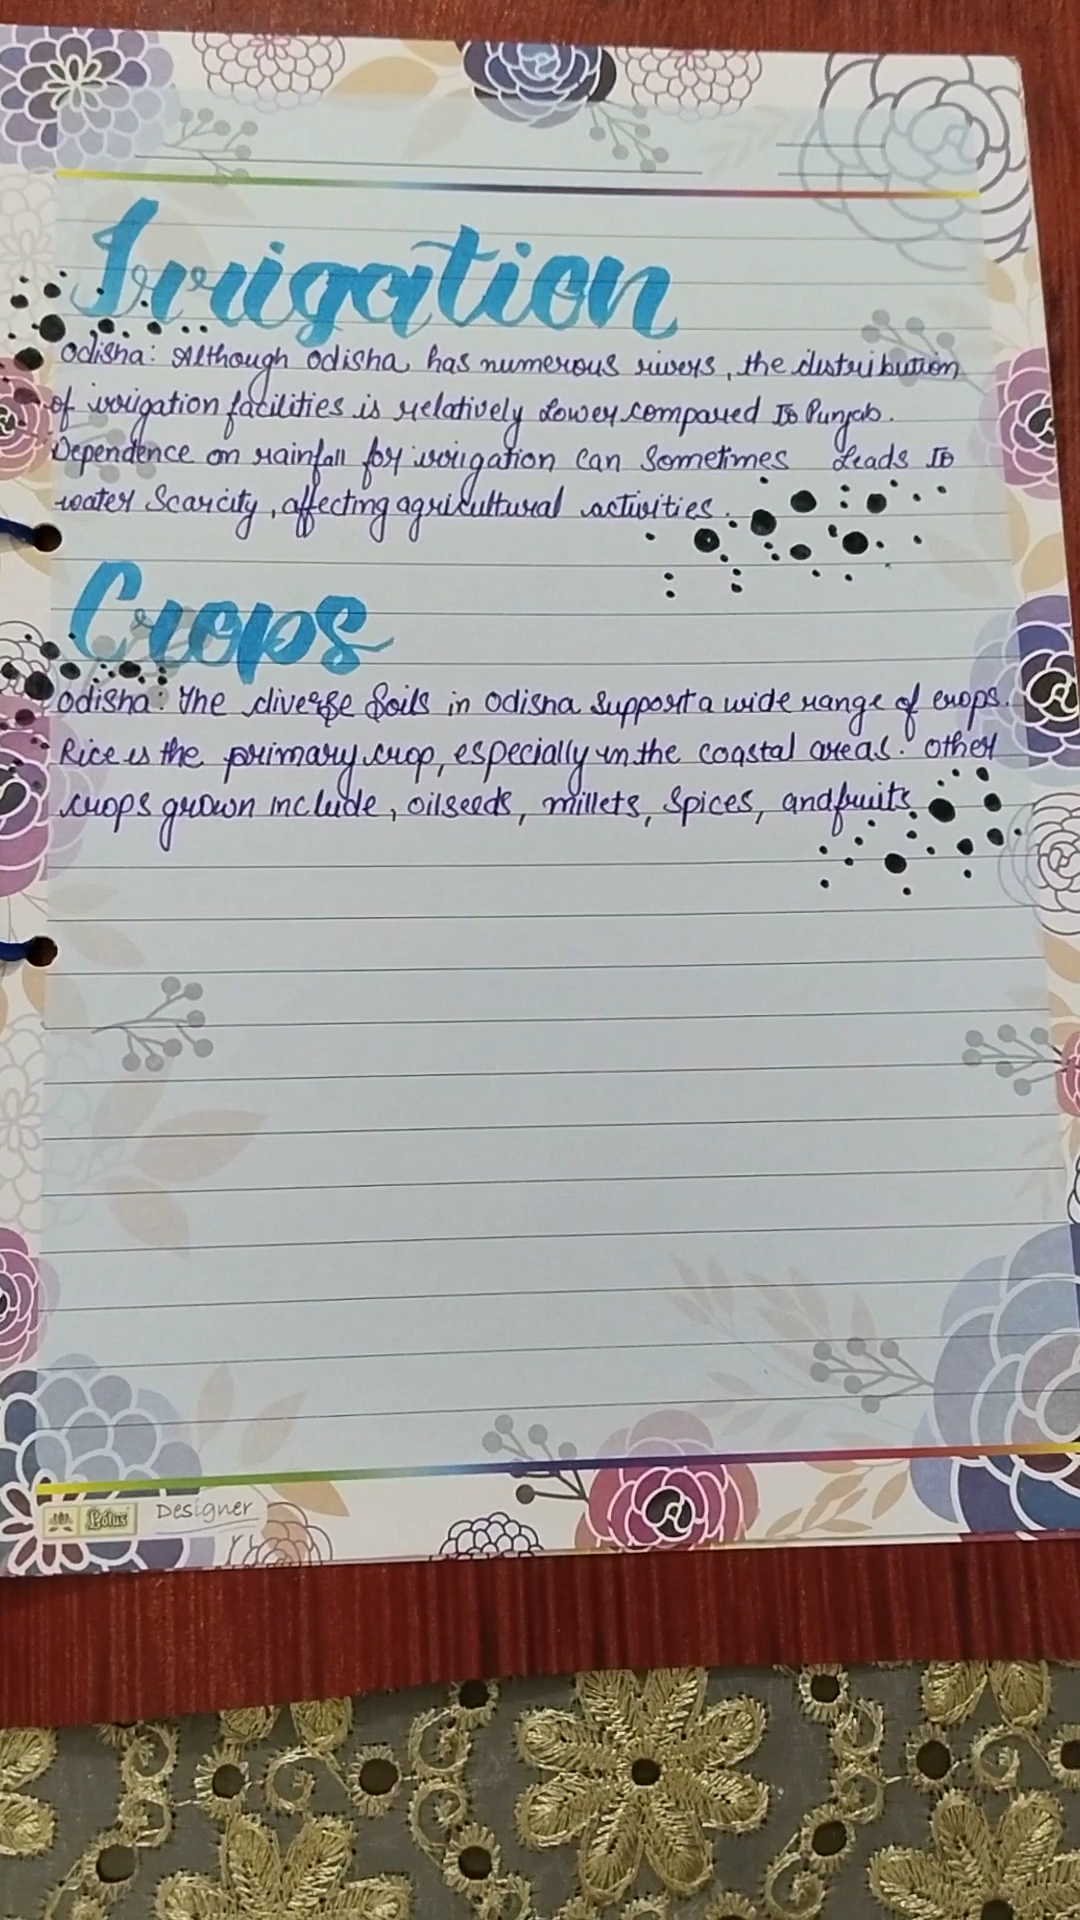 Irrigation
Odisha: Although Odisha has numerous rivers, the distribution
of irrigation facilities is relatively Lower compared To Punjab.
Dependence on rainfall for irrigation can Sometimes Leads To
water Scarcity, affecting agricultural activities.
Crops
Odisha: The diverse Soils in Odisha Support a wide range of crops.
Rice is the primary crop, especially in the coastal areas. Other
crops grown include, oilseeds, millets, Spices, and fruits
Lotus Designer